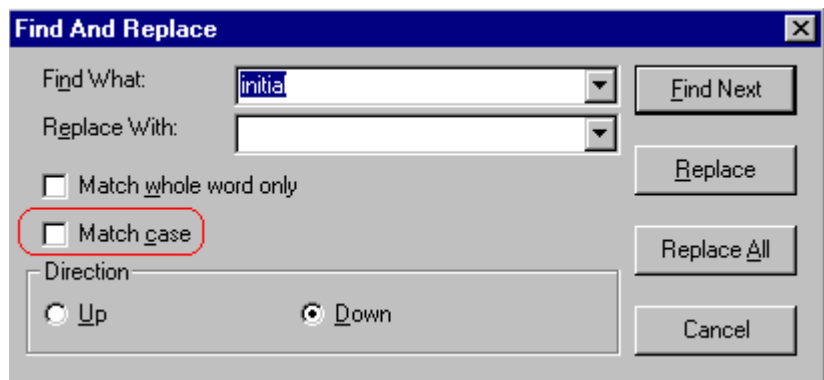 Find And Replace
Find What:
initial
Find Next
Replace With:
Replace
Match whole word only
Match case
Replace All
Direction
Up
Down
Cancel